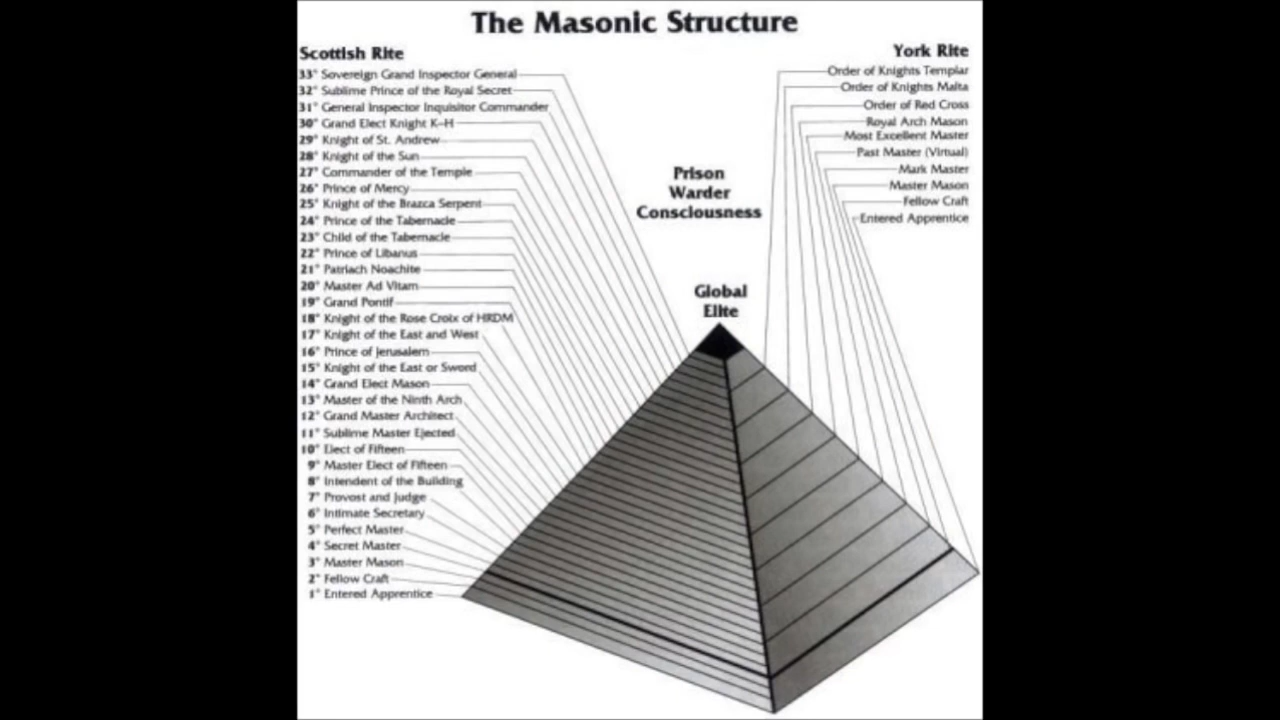 The Masonic Structure
Scottish Rite
33° Sovereign Grand Inspector General
32° Sublime Prince of the Royal Secret
31° General Inspector Inquisitor Commander
30° Grand Elect Knight K-H
29° Knight of St. Andrew
28° Knight of the Sun
27° Commander of the Temple
26° Prince of Mercy
25° Knight of the Brazca Serpent
24° Prince of the Tabernacle
23° Child of the Tabernacle
22° Prince of Libanus
21° Patriach Noachite
20° Master Ad Vitam
19° Grand Pontif
18° Knight of the Rose Croix of HRDM
17° Knight of the East and West
16° Prince of Jerusalem
15° Knight of the East or Sword
14° Grand Elect Mason
13° Master of the Ninth Arch
12° Grand Master Architect
11° Sublime Master Ejected
10° Elect of Fifteen
9° Master Elect of Fifteen
8° Intendent of the Building
7° Provost and Judge
6° Intimate Secretary
5° Perfect Master
4° Secret Master
3° Master Mason
2° Fellow Craft
1° Entered Apprentice
York Rite
Order of Knights Templar
Order of Knights Malta
Order of Red Cross
Royal Arch Mason
Most Excellent Master
Past Master (Virtual)
Mark Master
Master Mason
Fellow Craft
Entered Apprentice
Prison
Warder
Consciousness
Global
Elite